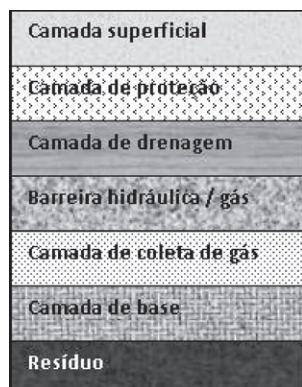 Camada superficial
Camada de proteção
Camada de drenagem
Barreira hidráulica / gás
Camada de coleta de gás
Camada de base
Resíduo